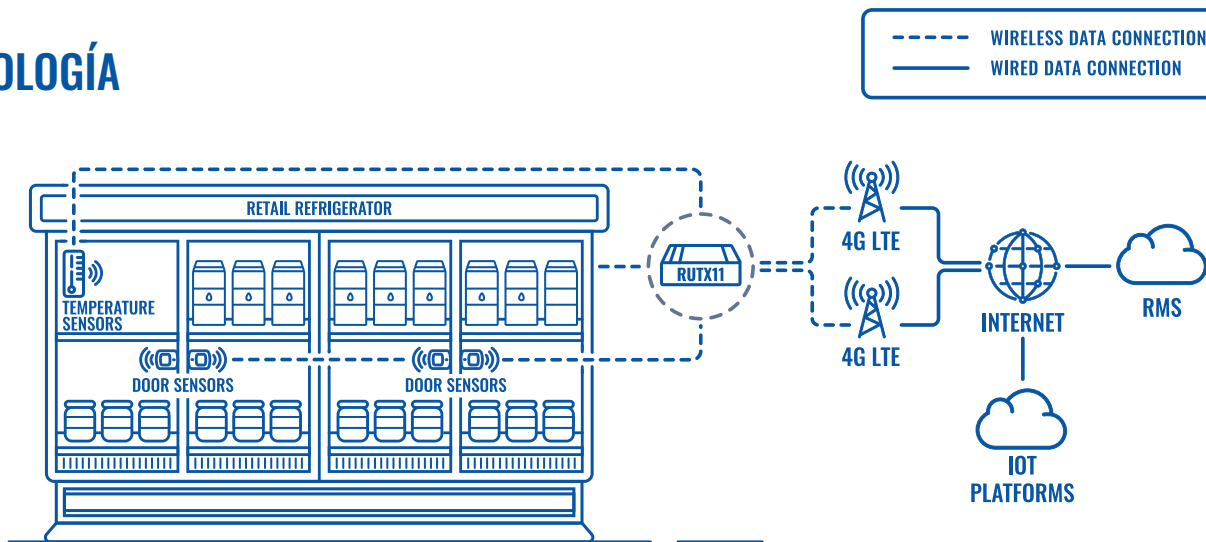 OLOGÍA
WIRELESS DATA CONNECTION
WIRED DATA CONNECTION
RETAIL REFRIGERATOR
TEMPERATURE
SENSORS
DOOR SENSORS
DOOR SENSORS
RUTX11
4G LTE
4G LTE
INTERNET
RMS
IOT
PLATFORMS